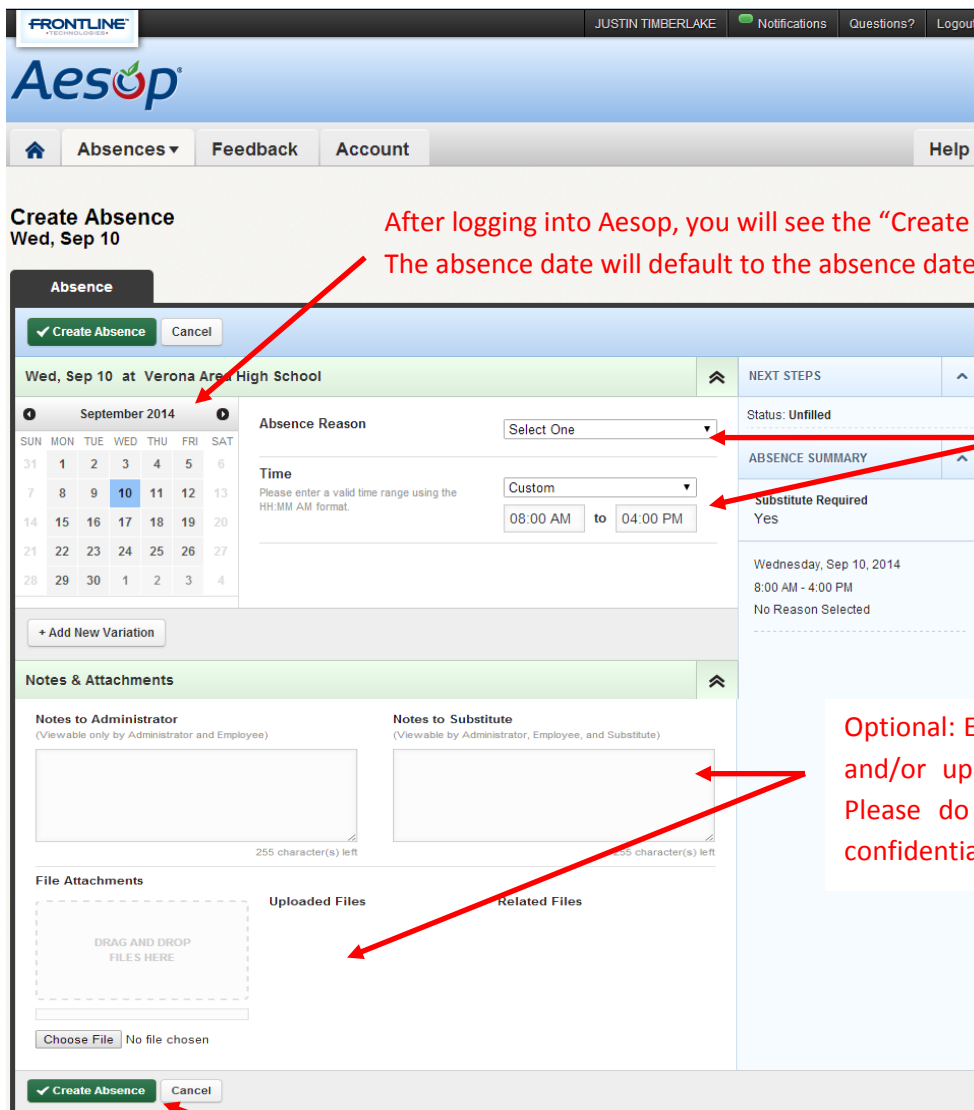 FRONTLINE
TECHNOLOGIES
JUSTIN TIMBERLAKE Notifications Questions? Logout
Aesop
Absences Feedback Account Help
Create Absence
Wed, Sep 10
After logging into Aesop, you will see the “Create
The absence date will default to the absence date
Absence
Create Absence Cancel
Wed, Sep 10 at Verona Area High School
NEXT STEPS
September 2014
SUN MON TUE WED THU FRI SAT
31 1 2 3 4 5 6
7 8 9 10 11 12 13
14 15 16 17 18 19 20
21 22 23 24 25 26 27
28 29 30 1 2 3 4
Absence Reason Select One
Time
Please enter a valid time range using the
HH:MM AM format.
Custom
08:00 AM to 04:00 PM
Status: Unfilled
ABSENCE SUMMARY
Substitute Required
Yes
Wednesday, Sep 10, 2014
8:00 AM - 4:00 PM
No Reason Selected
+ Add New Variation
Notes & Attachments
Notes to Administrator
(Viewable only by Administrator and Employee)
255 character(s) left
Notes to Substitute
(Viewable by Administrator, Employee, and Substitute)
255 character(s) left
Optional: E
and/or up
Please do
confidentia
File Attachments
DRAG AND DROP
FILES HERE
Uploaded Files Related Files
Choose File No file chosen
Create Absence Cancel